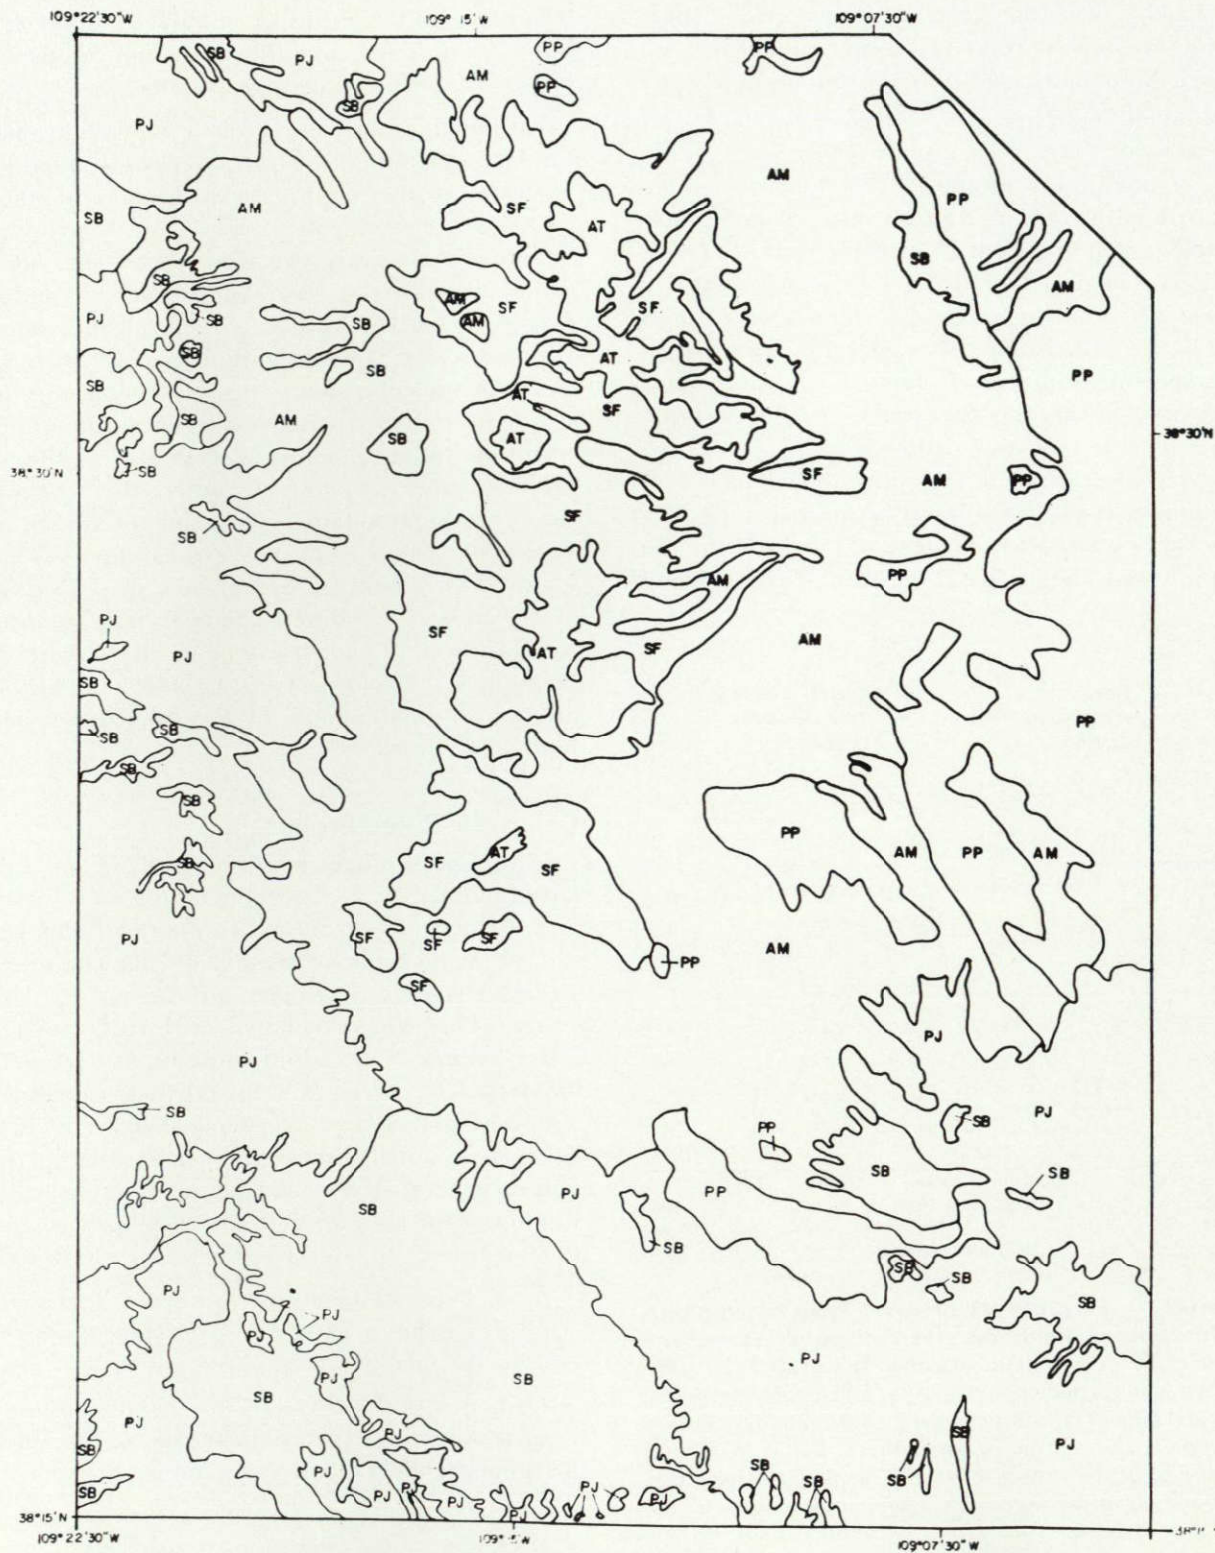 109°22'30"W 109° 15'W 109°07'30"W
SB PJ PP PP
AM
PP
SB
PJ
AM
PP
AM SF
SB AT
SB
SB AM
AM SF SF
PJ SB SB AM
SB AT
SB PP
SB AT SF
SB AM
SB AT 38°30'N
38°30'N SB SF AM PP
SF
SB
AM PP
PJ
SF AM
PJ AT SF
SB
PP
SB SB
SB
SB
PP
AT AM PP AM
SB SF SF
PJ SF SF SF AM
PP
SF
PJ
PJ
SB PJ
SB
PP
SB SB
PJ PP
SB
SB
SB
SB
PJ SB
PJ
PJ
PJ
PJ SB
SB
PJ PJ SB
SB PJ
PJ SB SB
SB
SB PJ PJ PJ PJ PJ PJ
PJ
38°15'N
109°22'30"W 109°07'30"W